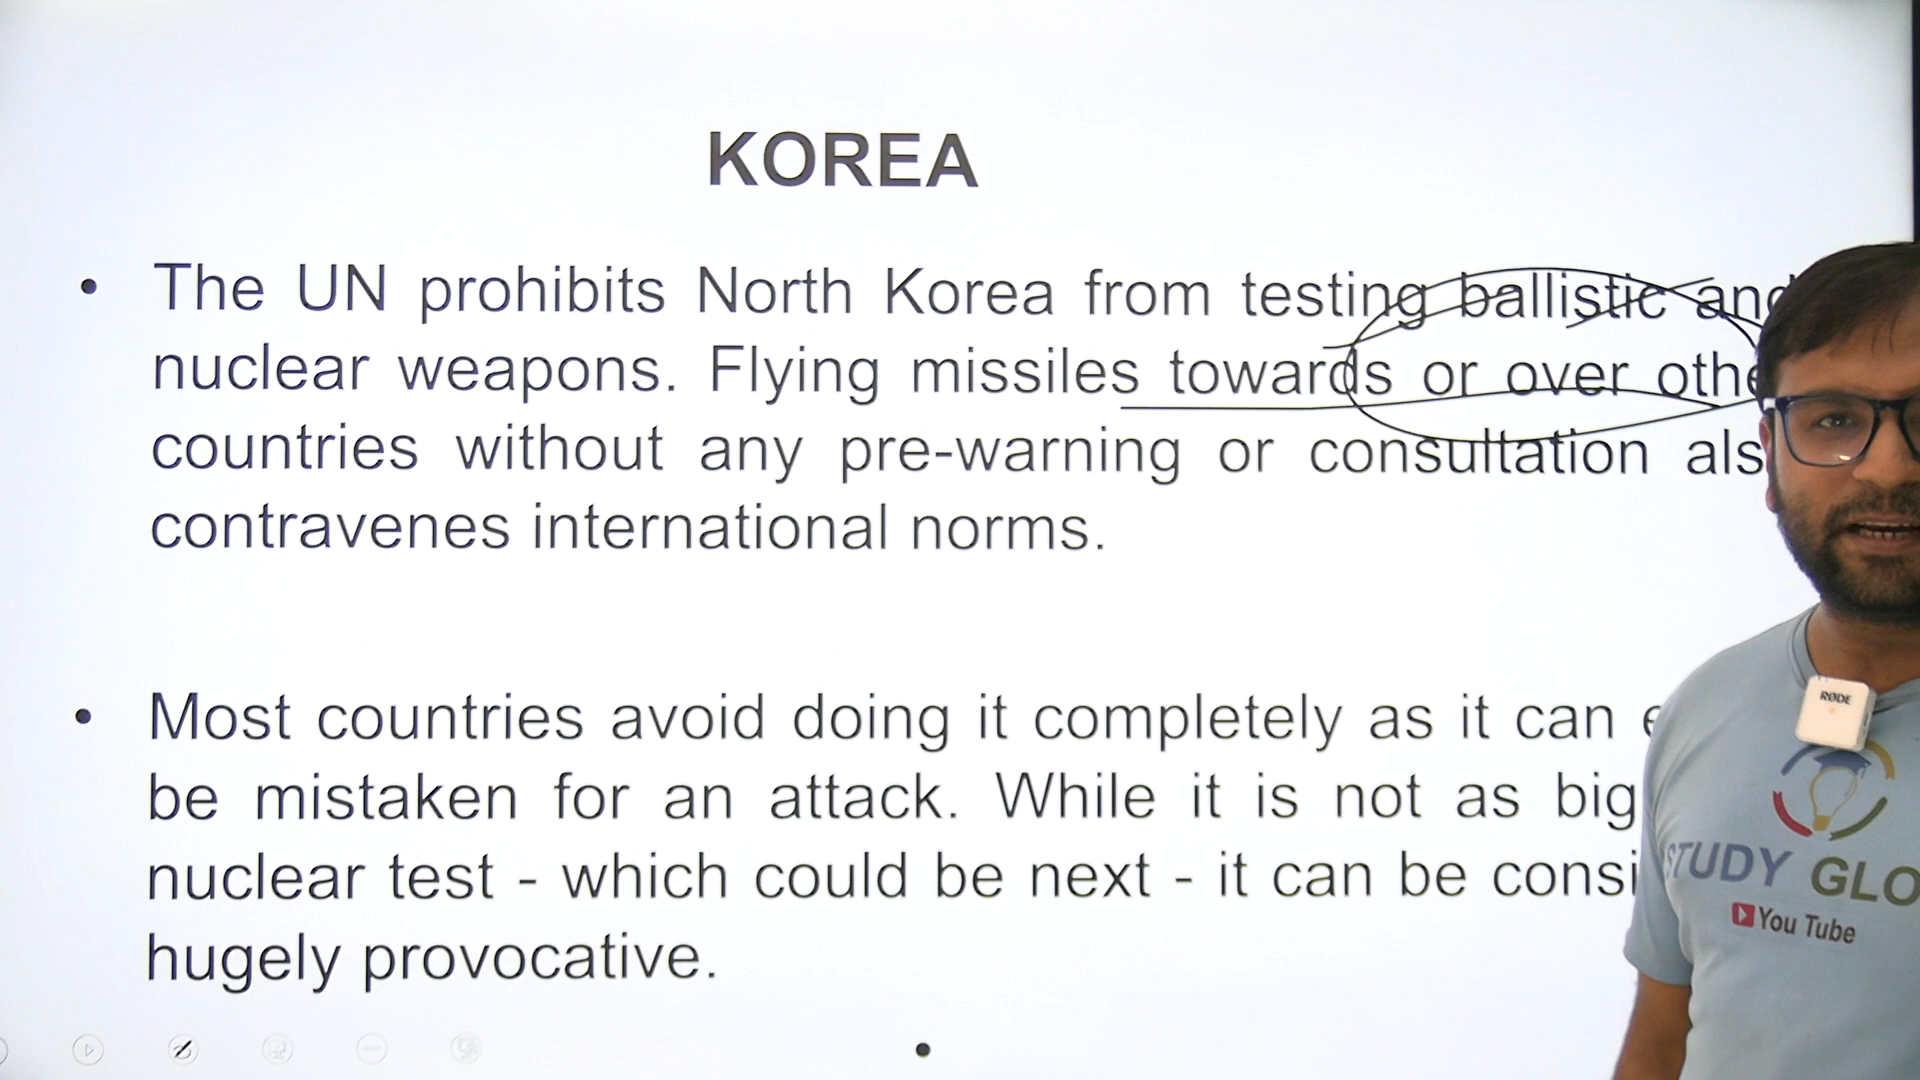 KOREA
• The UN prohibits North Korea from testing ballistic and
nuclear weapons. Flying missiles towards or over othe
countries without any pre-warning or consultation als
contravenes international norms.
• Most countries avoid doing it completely as it can e
be mistaken for an attack. While it is not as big
nuclear test - which could be next - it can be consi
hugely provocative.
RØDE
STUDY GLO
You Tube